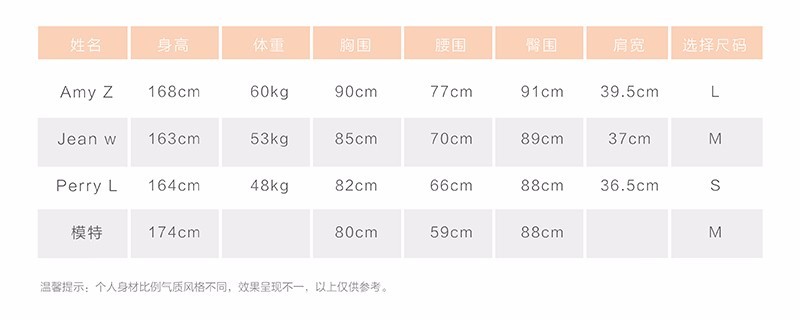 姓名 身高 体重 胸围 腰围 臀围 肩宽 选择尺码
Amy Z 168cm 60kg 90cm 77cm 91cm 39.5cm L
Jean w 163cm 53kg 85cm 70cm 89cm 37cm M
Perry L 164cm 48kg 82cm 66cm 88cm 36.5cm S
模特 174cm 80cm 59cm 88cm M
温馨提示：个人身材比例气质风格不同，效果呈现不一，以上仅供参考。